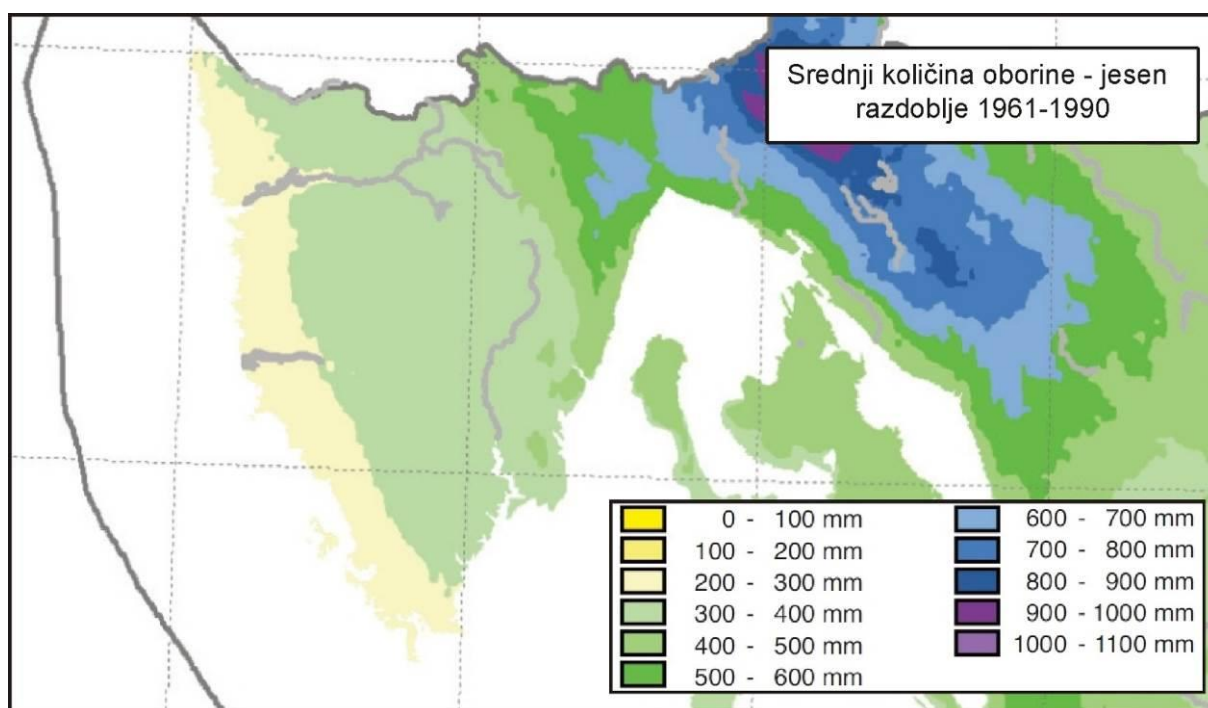 Srednji količina oborine - jesen
razdoblje 1961-1990
0 - 100 mm
100 - 200 mm
200 - 300 mm
300 - 400 mm
400 - 500 mm
500 - 600 mm
600 - 700 mm
700 - 800 mm
800 - 900 mm
900 - 1000 mm
1000 - 1100 mm